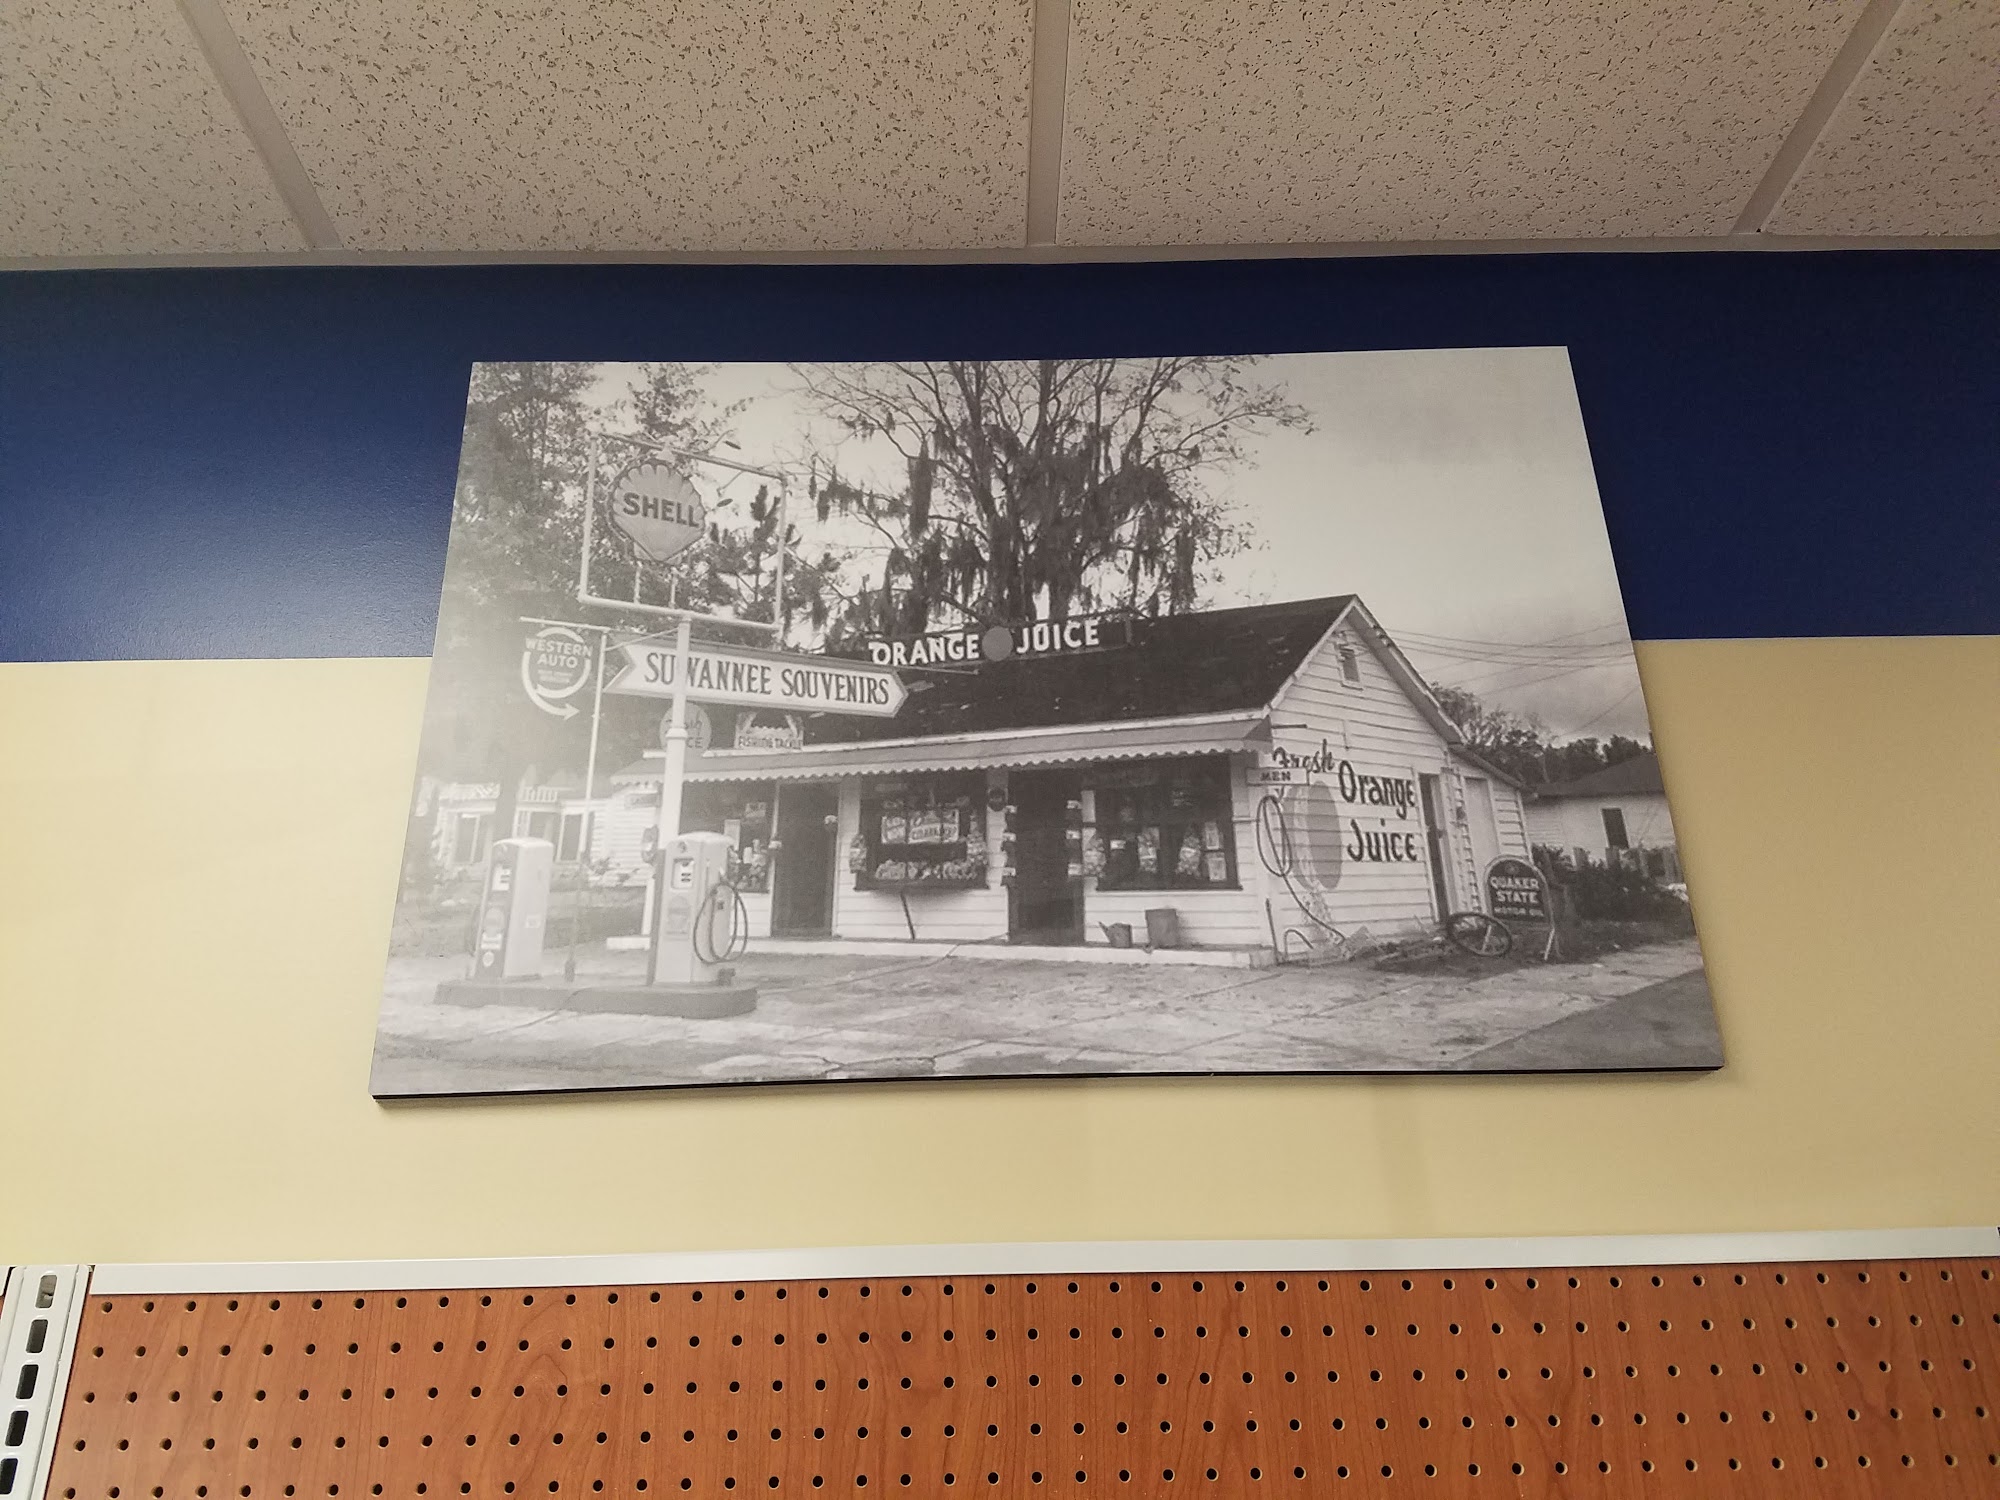 SHELL
WESTERN
AUTO
SUWANNEE SOUVENIRS
ORANGE JUICE
FISHING TACKLE
MEN
Fresh
Orange
Juice
QUAKER
STATE
MOTOR OIL